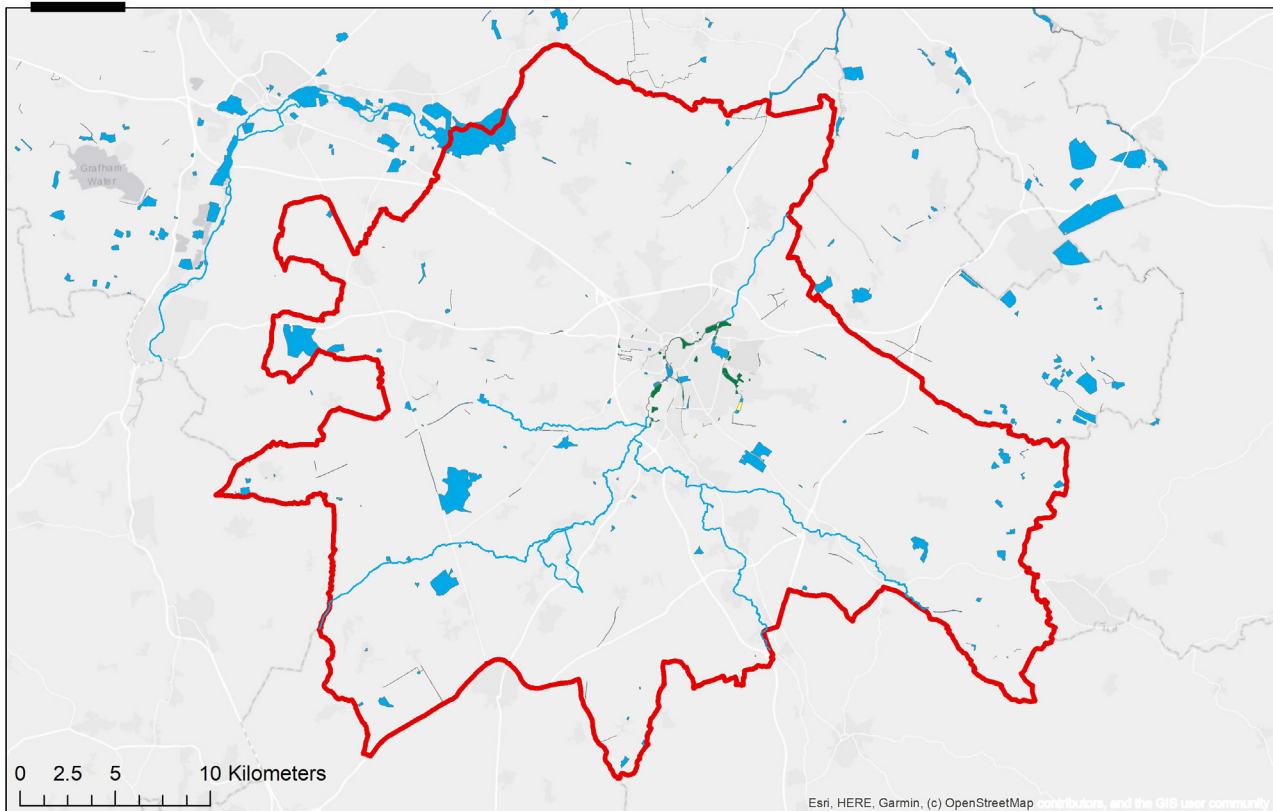 Grafham
Water
0 2.5 5 10 Kilometers
Esri, HERE, Garmin, (c) OpenStreetMap contributors, and the GIS user community